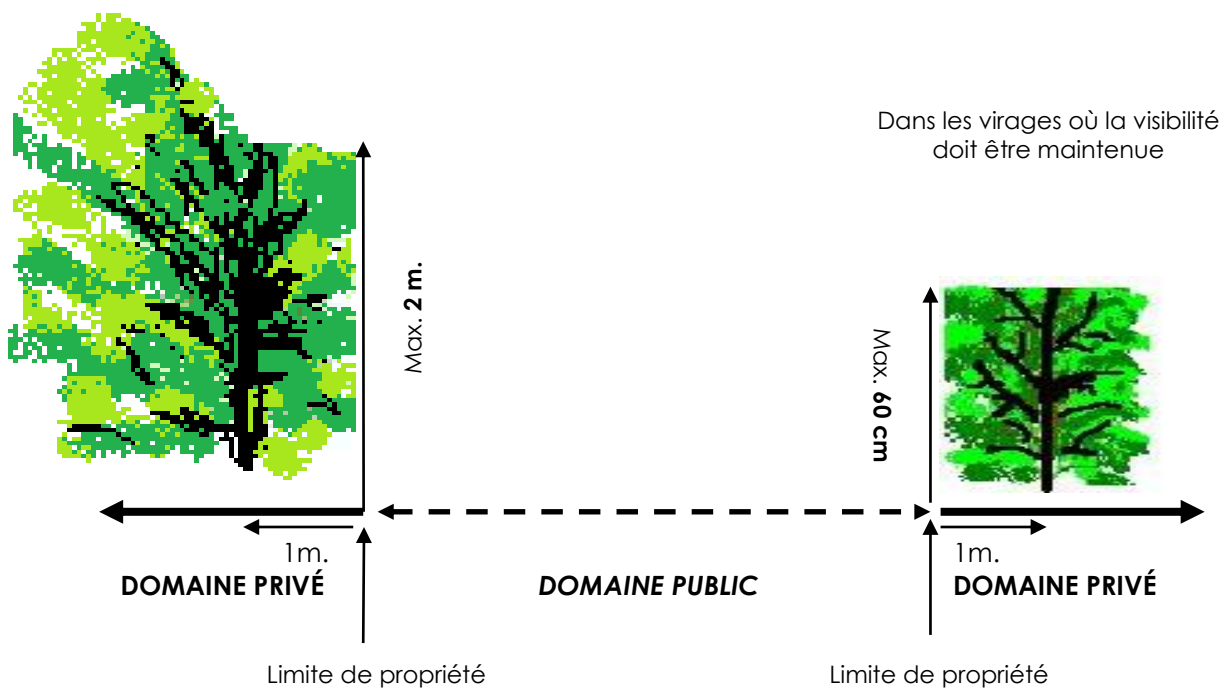 Dans les virages où la visibilité
doit être maintenue
Max. 2 m.
Max. 60 cm
1m.
1m.
DOMAINE PRIVÉ
DOMAINE PUBLIC
DOMAINE PRIVÉ
Limite de propriété
Limite de propriété